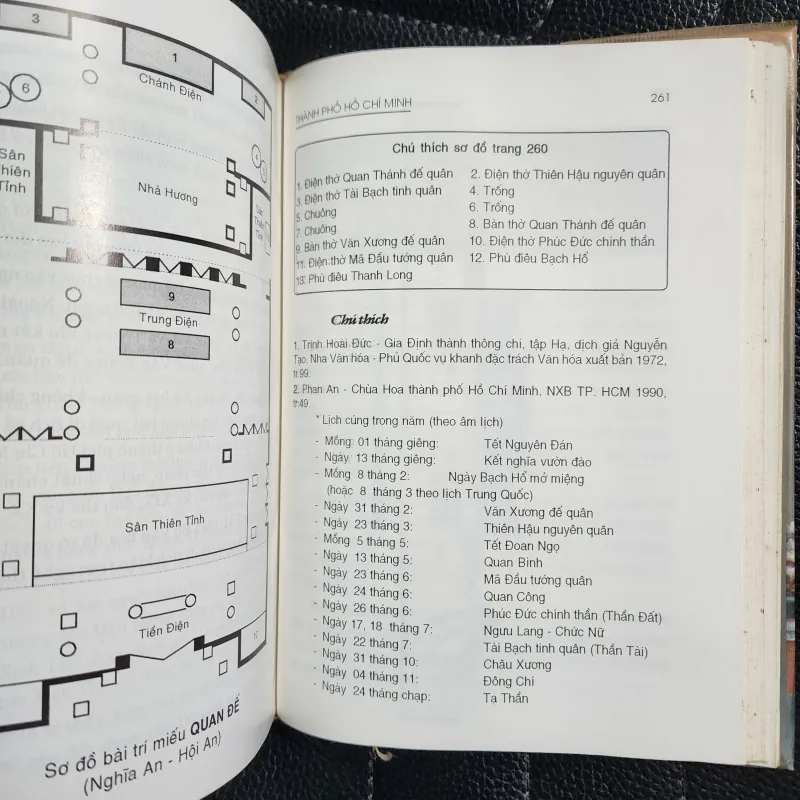 3
1
Chánh Điện
2
6
Sân
Thiên
Tỉnh
Nhà Hương
Sân
Thiên
Tỉnh
9
Trung Điện
8
Sân Thiên Tỉnh
Tiền Điện
Sơ đồ bài trí miếu QUAN ĐẾ
(Nghĩa An - Hội An)
THÀNH PHỐ HỒ CHÍ MINH
261
Chú thích sơ đồ trang 260
1. Điện thờ Quan Thánh đế quân
2. Điện thờ Thiên Hậu nguyên quân
3. Điện thờ Tài Bạch tinh quân
4. Trống
5. Chuông
6. Trống
7. Chuông
8. Bàn thờ Quan Thánh đế quân
9. Bàn thờ Văn Xương đế quân
10. Điện thờ Phúc Đức chính thần
11. Điện thờ Mã Đầu tướng quân
12. Phù điêu Bạch Hổ
13. Phù điêu Thanh Long
Chú thích
1. Trịnh Hoài Đức - Gia Định thành thông chí, tập Hạ, dịch giả Nguyễn
Tạo. Nha Văn hóa - Phủ Quốc vụ khanh đặc trách Văn hóa xuất bản 1972,
tr.99.
2. Phan An - Chùa Hoa thành phố Hồ Chí Minh, NXB TP. HCM 1990,
tr.49.
* Lịch cúng trong năm (theo âm lịch)
- Mồng 01 tháng giêng: Tết Nguyên Đán
- Ngày 13 tháng giêng: Kết nghĩa vườn đào
- Mồng 8 tháng 2: Ngày Bạch Hổ mở miệng
(hoặc 8 tháng 3 theo lịch Trung Quốc)
- Ngày 31 tháng 2: Văn Xương đế quân
- Ngày 23 tháng 3: Thiên Hậu nguyên quân
- Mồng 5 tháng 5: Tết Đoan Ngọ
- Ngày 13 tháng 5: Quan Bình
- Ngày 23 tháng 6: Mã Đầu tướng quân
- Ngày 24 tháng 6: Quan Công
- Ngày 26 tháng 6: Phúc Đức chính thần (Thần Đất)
- Ngày 17, 18 tháng 7: Ngưu Lang - Chức Nữ
- Ngày 22 tháng 7: Tài Bạch tinh quân (Thần Tài)
- Ngày 31 tháng 10: Châu Xương
- Ngày 04 tháng 11: Đông Chí
- Ngày 24 tháng chạp: Tạ Thần